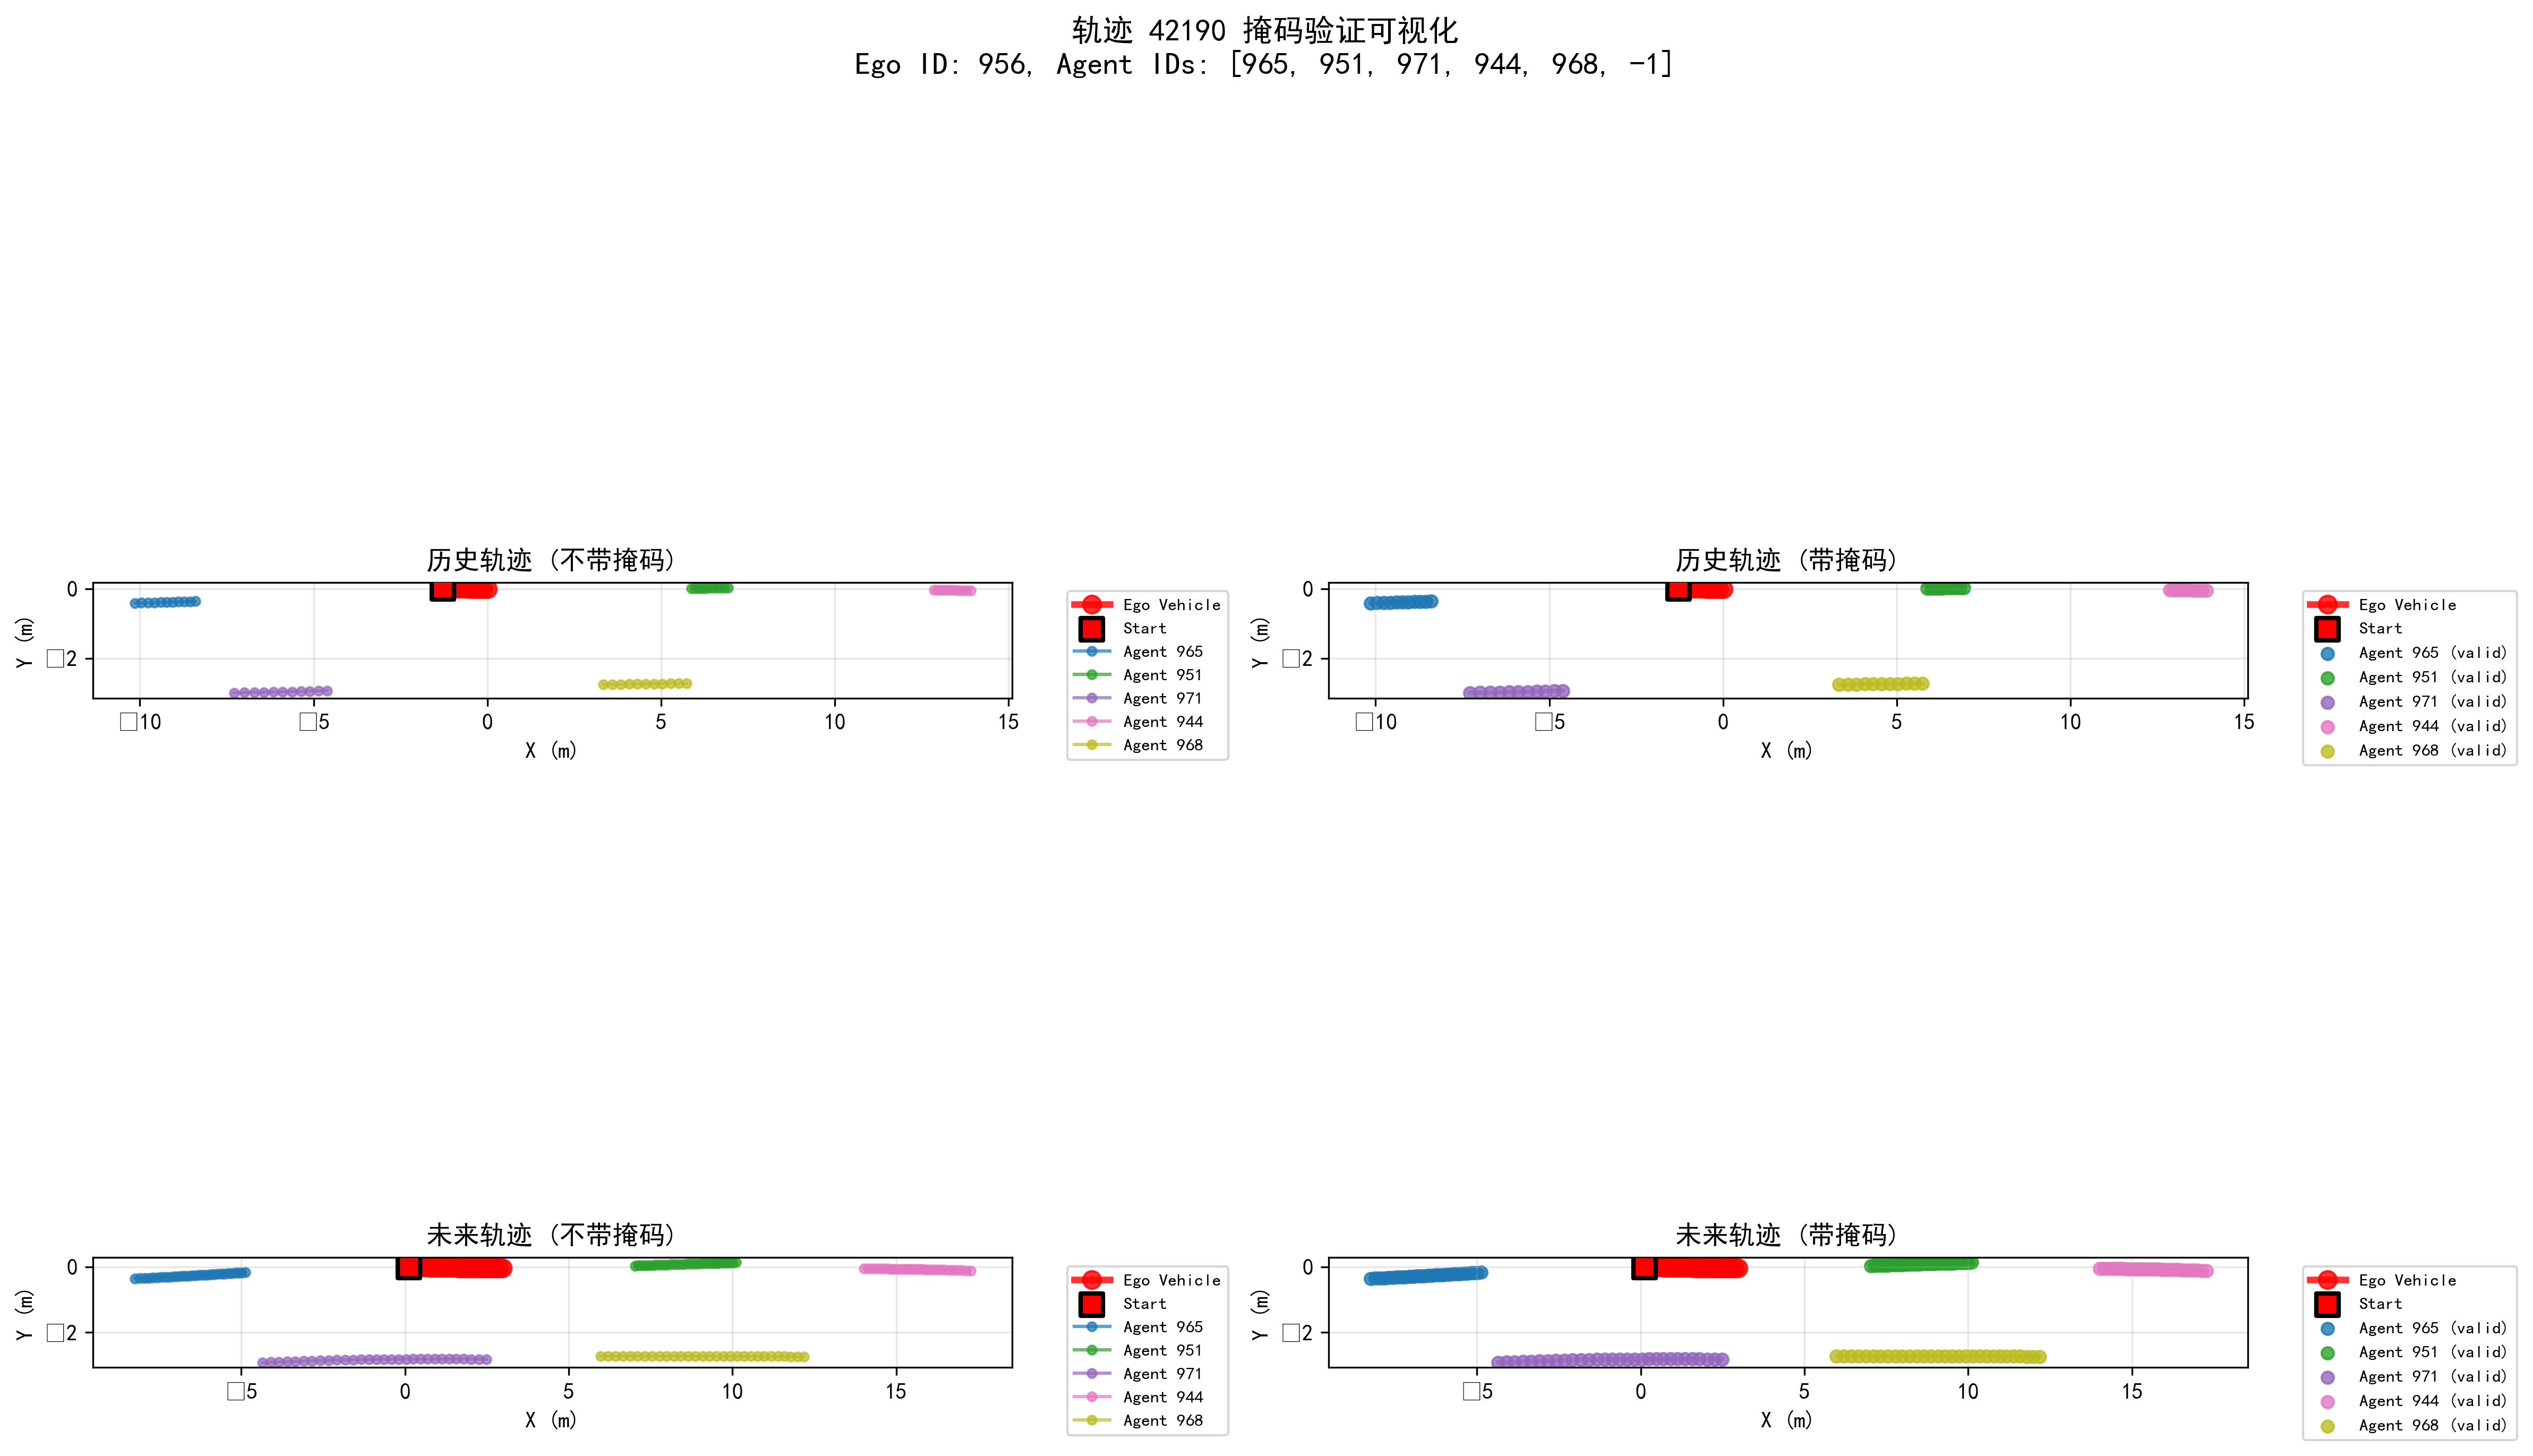 轨迹 42190 掩码验证可视化
Ego ID: 956, Agent IDs: [965, 951, 971, 944, 968, -1]
历史轨迹 (不带掩码)
0
□2
Y (m)
□10
□5
0
5
10
15
X (m)
Ego Vehicle
Start
Agent 965
Agent 951
Agent 971
Agent 944
Agent 968
历史轨迹 (带掩码)
0
□2
Y (m)
□10
□5
0
5
10
15
X (m)
Ego Vehicle
Start
Agent 965 (valid)
Agent 951 (valid)
Agent 971 (valid)
Agent 944 (valid)
Agent 968 (valid)
未来轨迹 (不带掩码)
0
□2
Y (m)
□5
0
5
10
15
X (m)
Ego Vehicle
Start
Agent 965
Agent 951
Agent 971
Agent 944
Agent 968
未来轨迹 (带掩码)
0
□2
Y (m)
□5
0
5
10
15
X (m)
Ego Vehicle
Start
Agent 965 (valid)
Agent 951 (valid)
Agent 971 (valid)
Agent 944 (valid)
Agent 968 (valid)